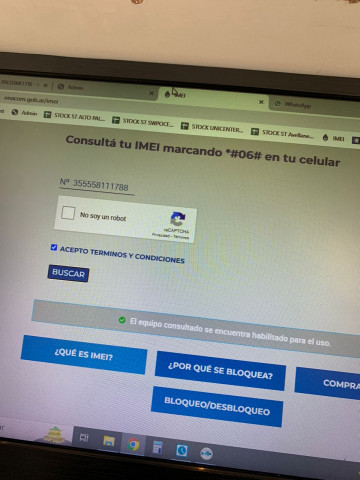 Admin
IMEI
WhatsApp
enacom.gob.ar/imei
Admin
STOCK ST ALTO PAL...
STOCK ST SWIPOCE...
STOCK UNICENTER...
STOCK ST Avellane...
IMEI
Consultá tu IMEI marcando *#06# en tu celular
Nº 355558111788
No soy un robot
reCAPTCHA
Privacidad - Términos
ACEPTO TERMINOS Y CONDICIONES
BUSCAR
El equipo consultado se encuentra habilitado para el uso.
¿QUÉ ES IMEI?
¿POR QUÉ SE BLOQUEA?
COMPRA
BLOQUEO/DESBLOQUEO